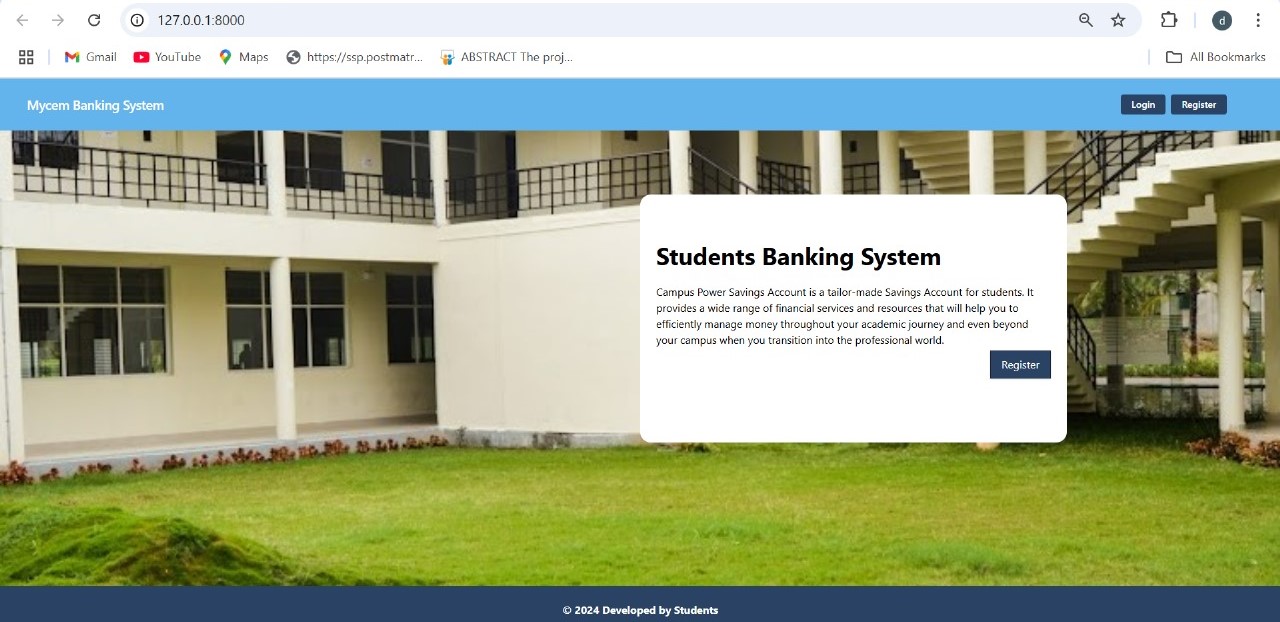 127.0.0.1:8000
d
Gmail
YouTube
Maps
https://ssp.postmatr...
ABSTRACT The proj...
All Bookmarks
Mycem Banking System
Login
Register
Students Banking System
Campus Power Savings Account is a tailor-made Savings Account for students. It
provides a wide range of financial services and resources that will help you to
efficiently manage money throughout your academic journey and even beyond
your campus when you transition into the professional world.
Register
© 2024 Developed by Students